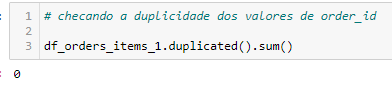 1 # checando a duplicidade dos valores de order_id
2
3 df_orders_items_1.duplicated().sum()
0